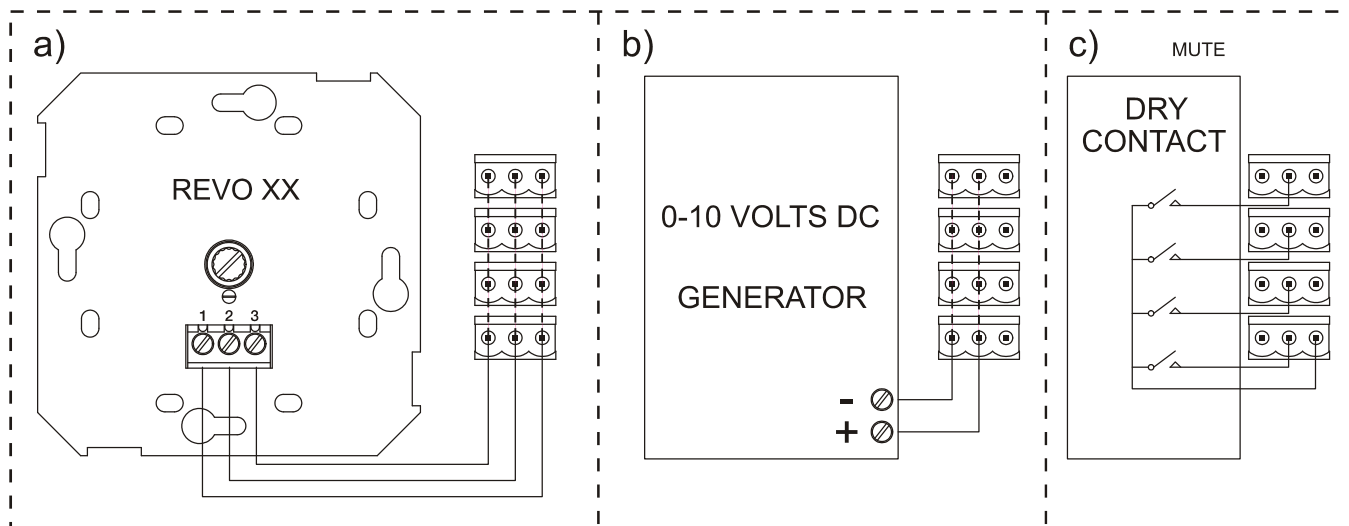 a)
REVO XX
1 2 3
b)
0-10 VOLTS DC
GENERATOR
-
+
c)
MUTE
DRY
CONTACT